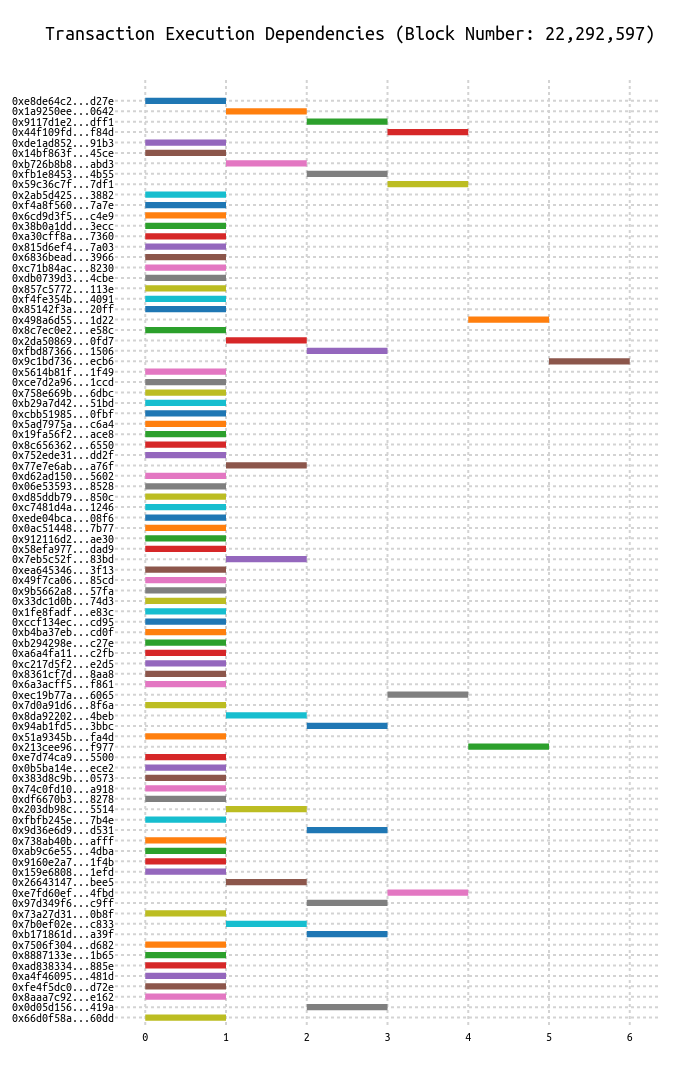 Transaction Execution Dependencies (Block Number: 22,292,597)
0xe8de64c2...d27e
0x1a9250ee...0642
0x9117d1e2...dff1
0x44f109fd...f84d
0xde1ad852...91b3
0x14bf863f...45ce
0xb726b8b8...abd3
0xfb1e8453...4b55
0x59c36c7f...7df1
0x2ab5d425...3882
0xf4a8f560...7a7e
0x6cd9d3f5...c4e9
0x38b0a1dd...3ecc
0xa30cff8a...7360
0x815d6ef4...7a03
0x6836bead...3966
0xc71b84ac...8230
0xdb0739d3...4cbe
0x857c5772...113e
0xf4fe354b...4091
0x85142f3a...20ff
0x498a6d55...1d22
0x8c7ec0e2...e58c
0x2da50869...0fd7
0xfbd87366...1506
0x9c1bd736...ecb6
0x5614b81f...1f49
0xce7d2a96...1ccd
0x758e669b...6dbc
0xb29a7d42...51bd
0xcbb51985...0fbf
0x5ad7975a...c6a4
0x19fa56f2...ace8
0x8c656362...6550
0x752ede31...dd2f
0x77e7e6ab...a76f
0xd62ad150...5602
0x06e53593...8528
0xd85ddb79...850c
0xc7481d4a...1246
0xede04bca...08f6
0x0ac51448...7b77
0x912116d2...ae30
0x58efa977...dad9
0x7eb5c52f...83bd
0xea645346...3f13
0x49f7ca06...85cd
0x9b5662a8...57fa
0x33dc1d0b...74d3
0x1fe8fadf...e83c
0xccf134ec...cd95
0xb4ba37eb...cd0f
0xb294298e...c27e
0xa6a4fa11...c2fb
0xc217d5f2...e2d5
0x8361cf7d...8aa8
0x6a3acff5...f861
0xec19b77a...6065
0x7d0a91d6...8f6a
0x8da92202...4beb
0x94ab1fd5...3bbc
0x51a9345b...fa4d
0x213cee96...f977
0xe7d74ca9...5500
0x0b5ba14e...ece2
0x383d8c9b...0573
0x74c0fd10...a918
0xdf6670b3...8278
0x203db98c...5514
0xfbfb245e...7b4e
0x9d36e6d9...d531
0x738ab40b...afff
0xab9c6e55...4dba
0x9160e2a7...1f4b
0x159e6808...1efd
0x26643147...bee5
0xe7fd60ef...4fbd
0x97d349f6...c9ff
0x73a27d31...0b8f
0x7b0ef02e...c833
0xb171861d...a39f
0x7506f304...d682
0x8887133e...1b65
0xad838334...885e
0xa4f46095...481d
0xfe4f5dc0...d72e
0x8aaa7c92...e162
0x0d05d156...419a
0x66d0f58a...60dd
0 1 2 3 4 5 6